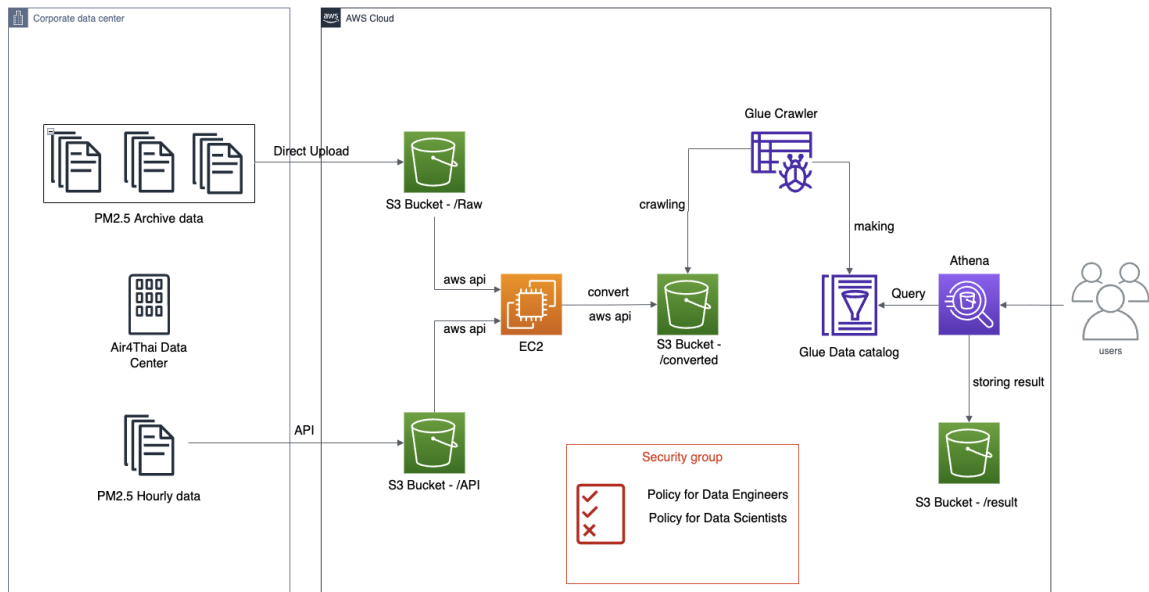 Corporate data center
aws
AWS Cloud
Glue Crawler
Direct Upload
PM2.5 Archive data
S3 Bucket - /Raw
crawling
making
aws api
Athena
convert
Query
aws api
aws api
Air4Thai Data
Center
EC2
S3 Bucket -
/converted
Glue Data catalog
users
storing result
API
PM2.5 Hourly data
S3 Bucket - /API
Security group
Policy for Data Engineers
Policy for Data Scientists
S3 Bucket - /result